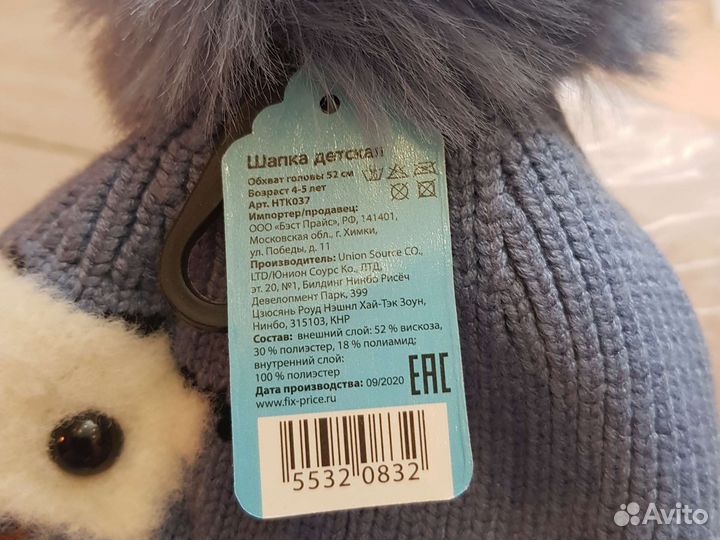 Шапка детская
Обхват головы 52 см
Возраст 4-5 лет
Арт. НТК037
Импортер/продавец:
ООО «Бэст Прайс», РФ, 141401,
Московская обл., г. Химки,
ул. Победы, д. 11
Производитель: Union Source CO.,
LTD/Юнион Соурс Ко., ЛТД,
эт. 20, №1, Билдинг Нинбо Рисёч
Девелопмент Парк, 399
Цзюсянь Роуд Нэшнл Хай-Тэк Зоун,
Нинбо, 315103, КНР
Состав: внешний слой: 52 % вискоза,
30 % полиэстер, 18 % полиамид;
внутренний слой:
100 % полиэстер
Дата производства: 09/2020
www.fix-price.ru
ЕАС
5532 0832
Avito